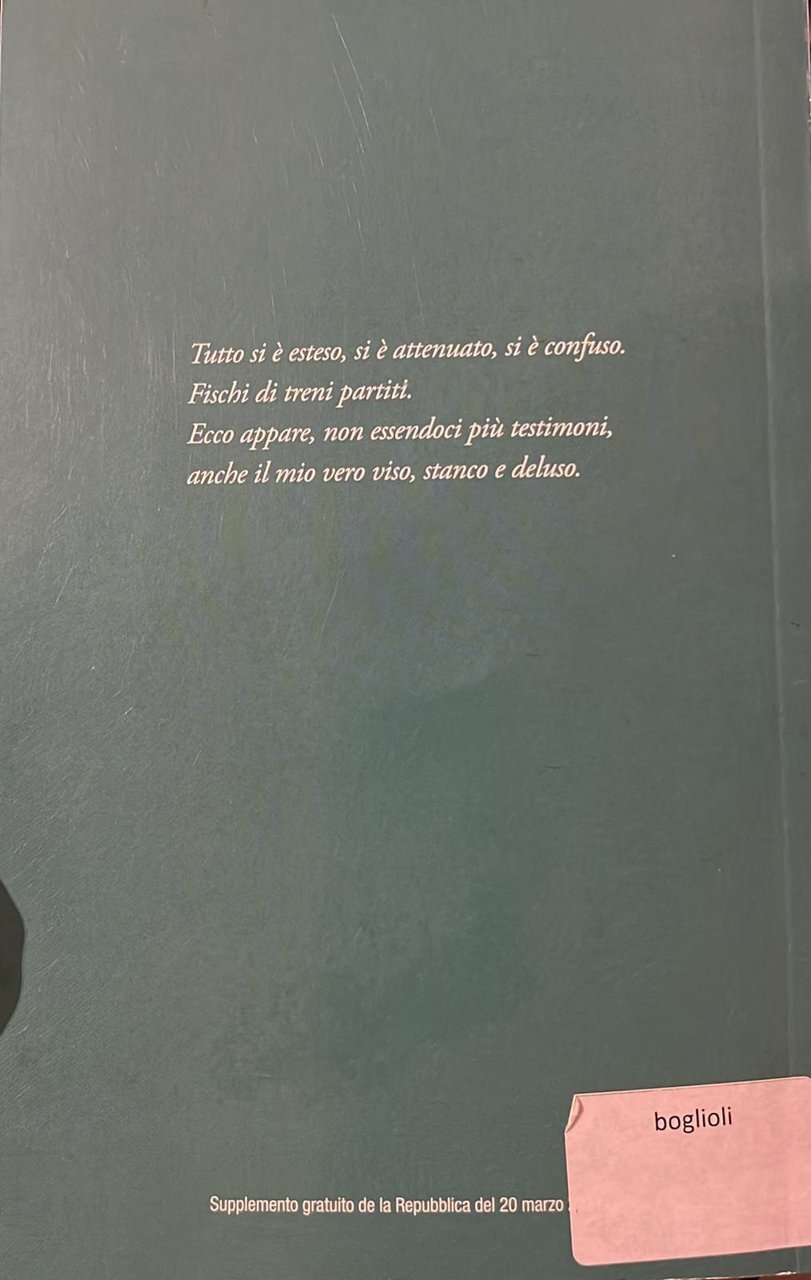 Tutto si è esteso, si è attenuato, si è confuso.
Fischi di treni partiti.
Ecco appare, non essendoci più testimoni,
anche il mio vero viso, stanco e deluso.
boglioli
Supplemento gratuito de la Repubblica del 20 marzo